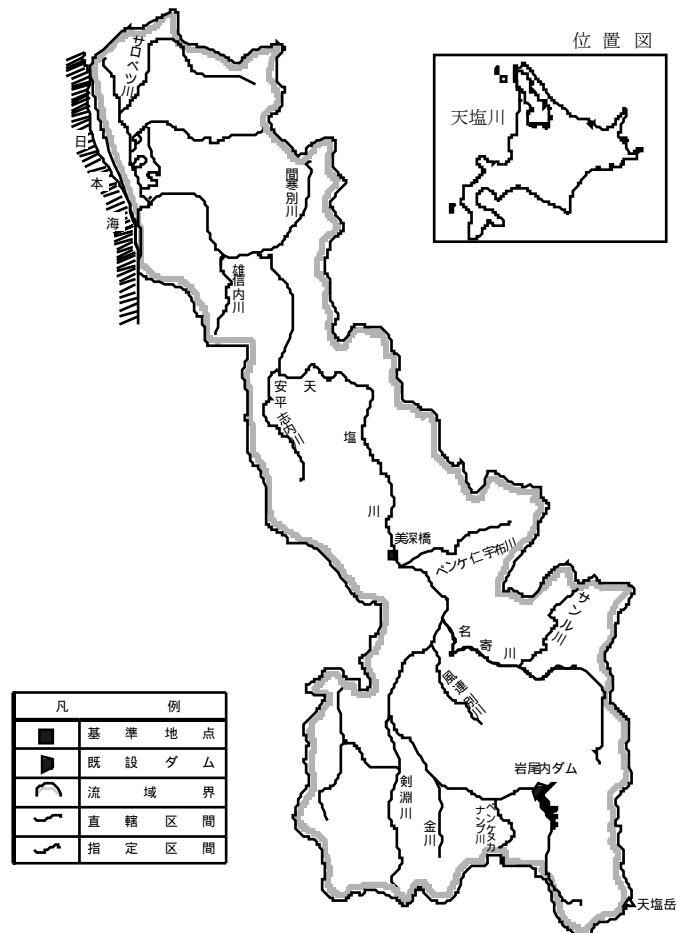 位置図
天塩川
サロベツ川
日本海
問寒別川
雄信内川
安平志内川
天塩川
美深橋
ペンケ仁宇布川
サンル川
名寄川
風連別川
岩尾内ダム
剣淵川
金川
ペンケヌカナンプ川
天塩岳
凡例
基準地点
既設ダム
流域界
直轄区間
指定区間